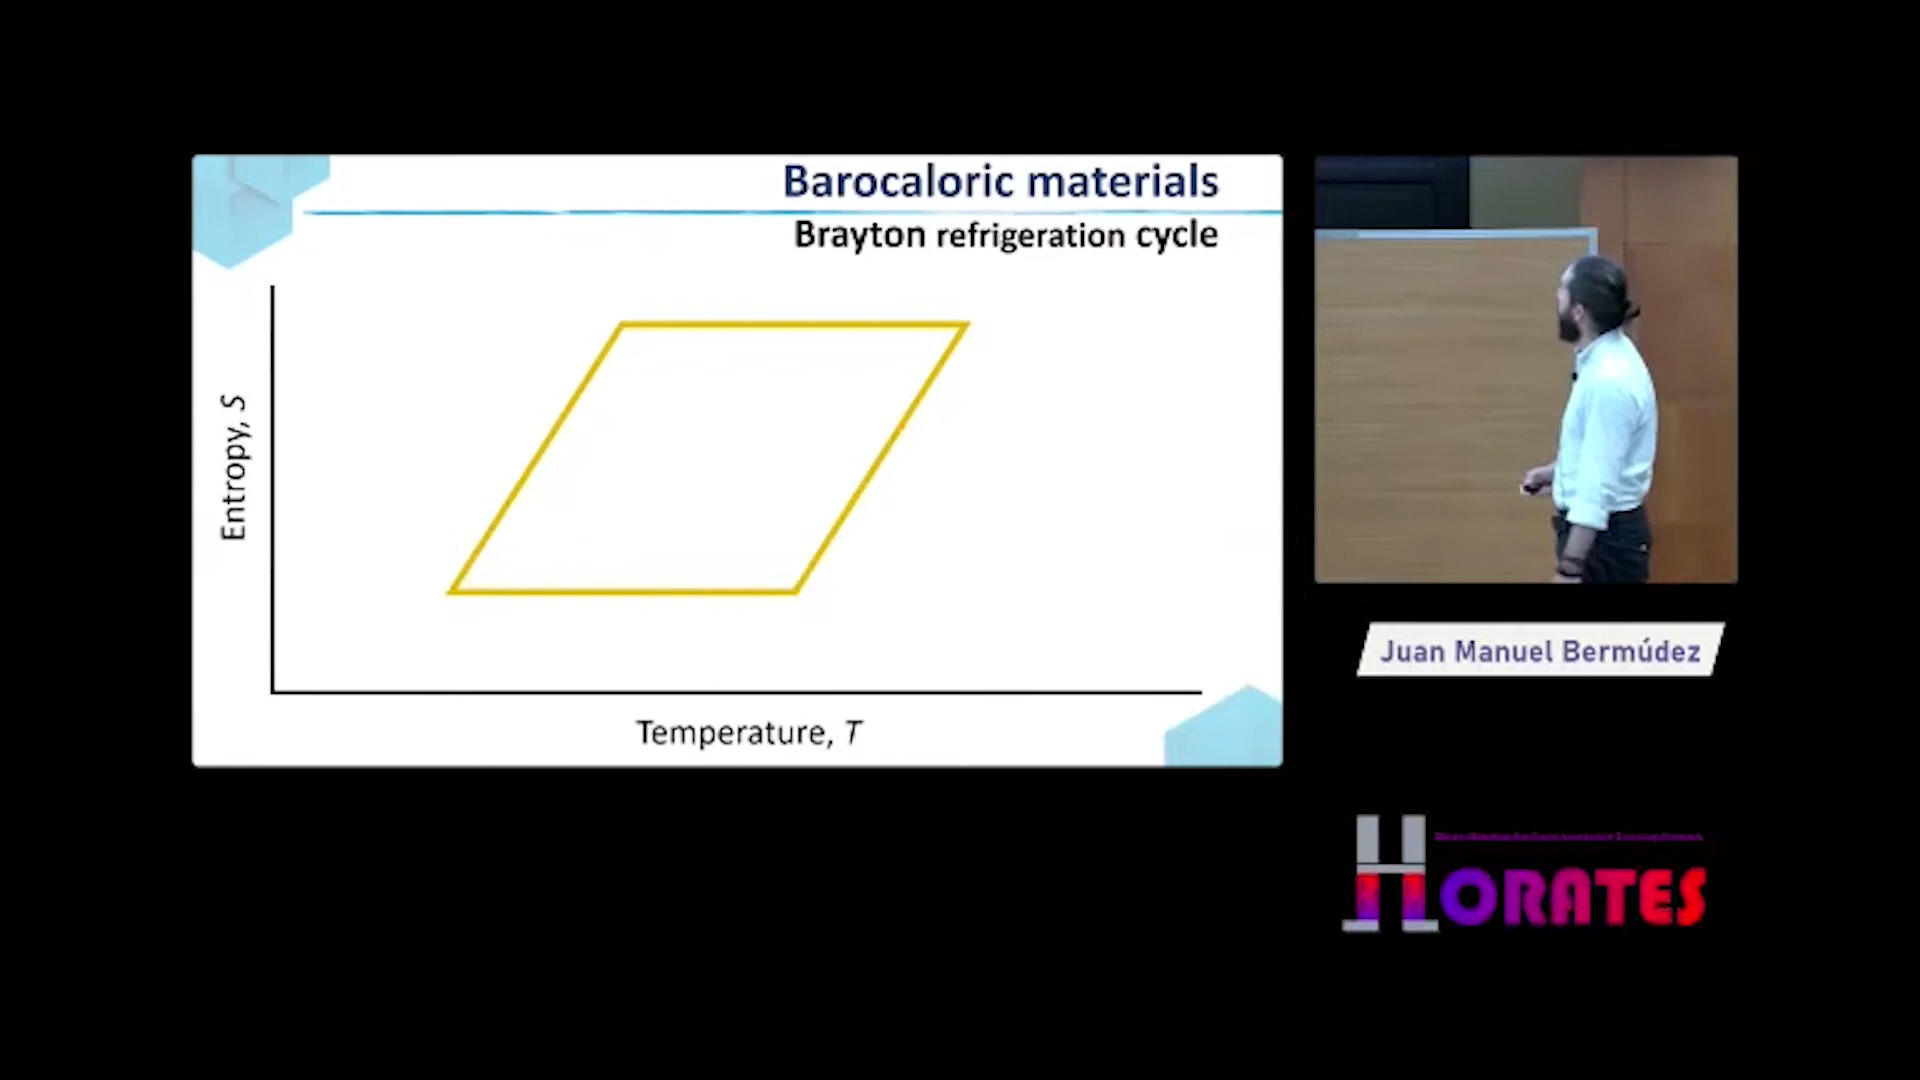 Barocaloric materials
Brayton refrigeration cycle
Entropy, S
Temperature, T
Juan Manuel Bermúdez
HORATES